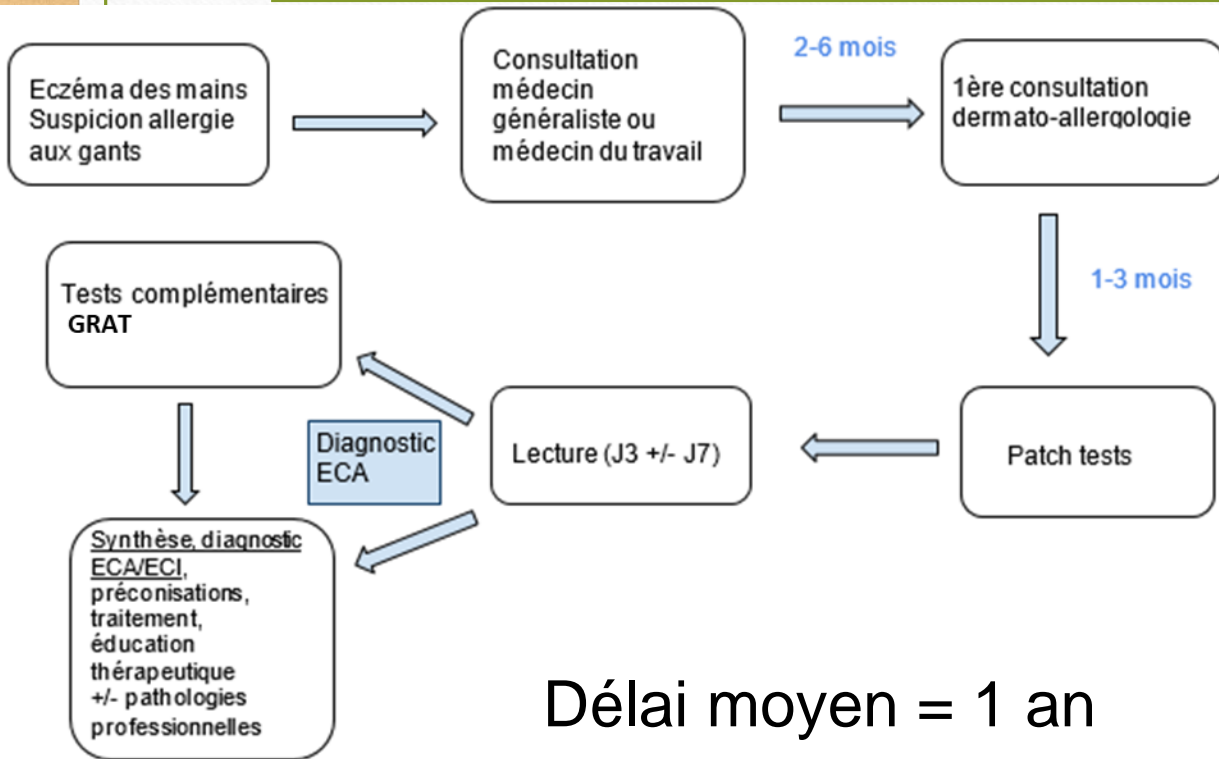 Eczéma des mains
Suspicion allergie
aux gants
Consultation
médecin
généraliste ou
médecin du travail
2-6 mois
1ère consultation
dermato-allergologie
1-3 mois
Patch tests
Lecture (J3 +/- J7)
Diagnostic
ECA
Tests complémentaires
GRAT
Synthèse, diagnostic
ECA/ECI,
préconisations,
traitement,
éducation
thérapeutique
+/- pathologies
professionnelles
Délai moyen = 1 an